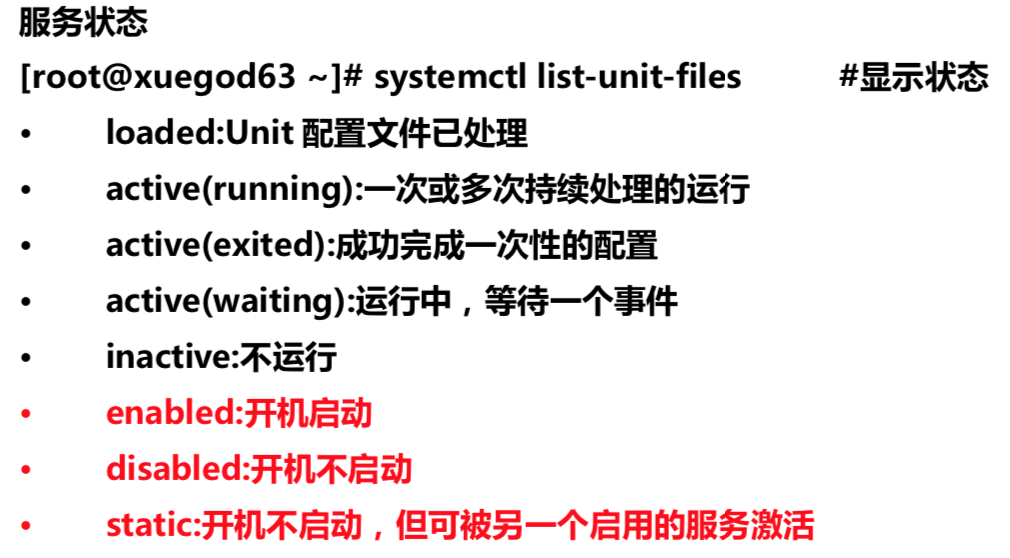 服务状态
[root@xuegod63 ~]# systemctl list-unit-files #显示状态
• loaded:Unit 配置文件已处理
• active(running):一次或多次持续处理的运行
• active(exited):成功完成一次性的配置
• active(waiting):运行中，等待一个事件
• inactive:不运行
• enabled:开机启动
• disabled:开机不启动
• static:开机不启动，但可被另一个启用的服务激活